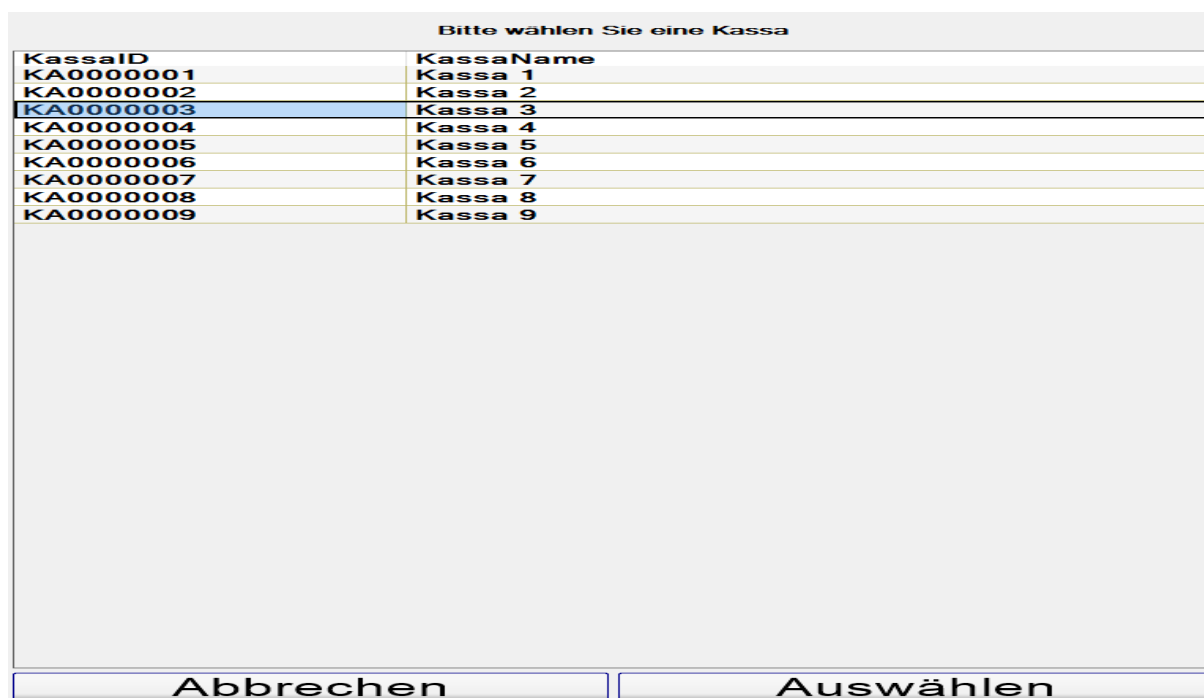 Bitte wählen Sie eine Kassa
KassaID KassaName
KA0000001 Kassa 1
KA0000002 Kassa 2
KA0000003 Kassa 3
KA0000004 Kassa 4
KA0000005 Kassa 5
KA0000006 Kassa 6
KA0000007 Kassa 7
KA0000008 Kassa 8
KA0000009 Kassa 9
Abbrechen Auswählen